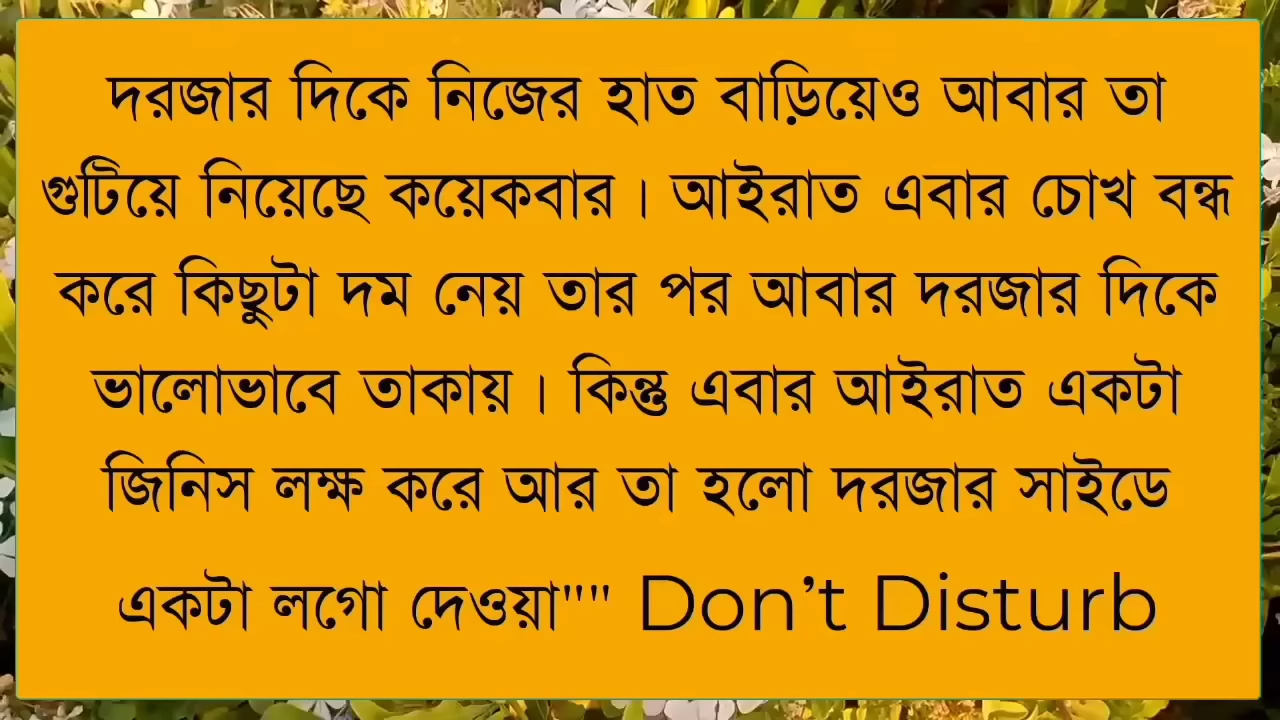 দরজার দিকে নিজের হাত বাড়িয়েও আবার তা
গুটিয়ে নিয়েছে কয়েকবার। আইরাত এবার চোখ বন্ধ
করে কিছুটা দম নেয় তার পর আবার দরজার দিকে
ভালোভাবে তাকায়। কিন্তু এবার আইরাত একটা
জিনিস লক্ষ করে আর তা হলো দরজার সাইডে
একটা লগো দেওয়া"" Don’t Disturb